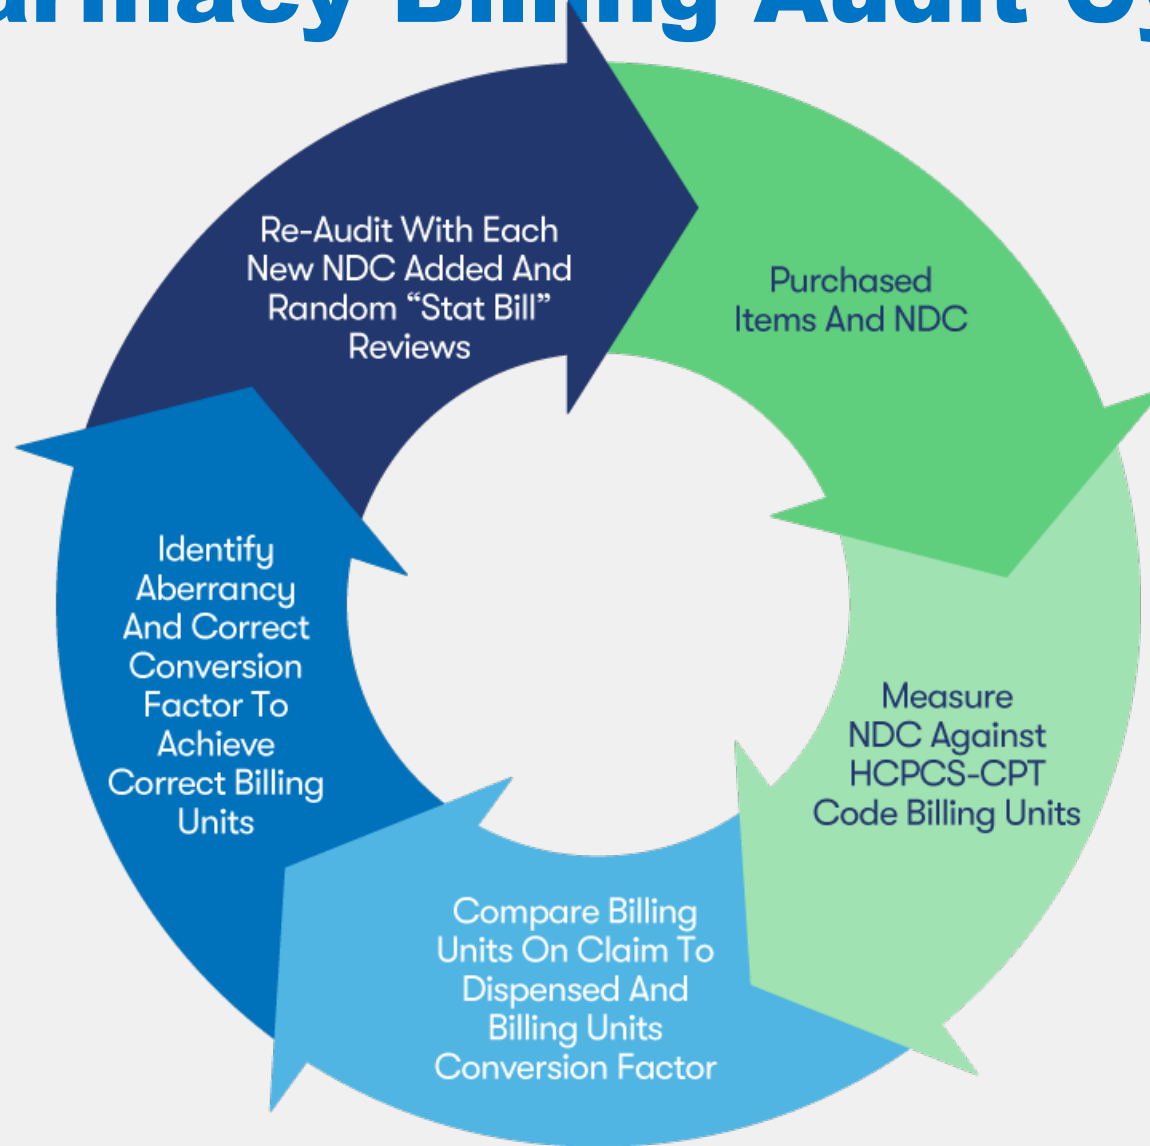 Billing Audit
Purchased
Items And NDC
Measure
NDC Against
HCPCS-CPT
Code Billing Units
Compare Billing
Units On Claim To
Dispensed And
Billing Units
Conversion Factor
Identify
Aberrancy
And Correct
Conversion
Factor To
Achieve
Correct Billing
Units
Re-Audit With Each
New NDC Added And
Random “Stat Bill”
Reviews